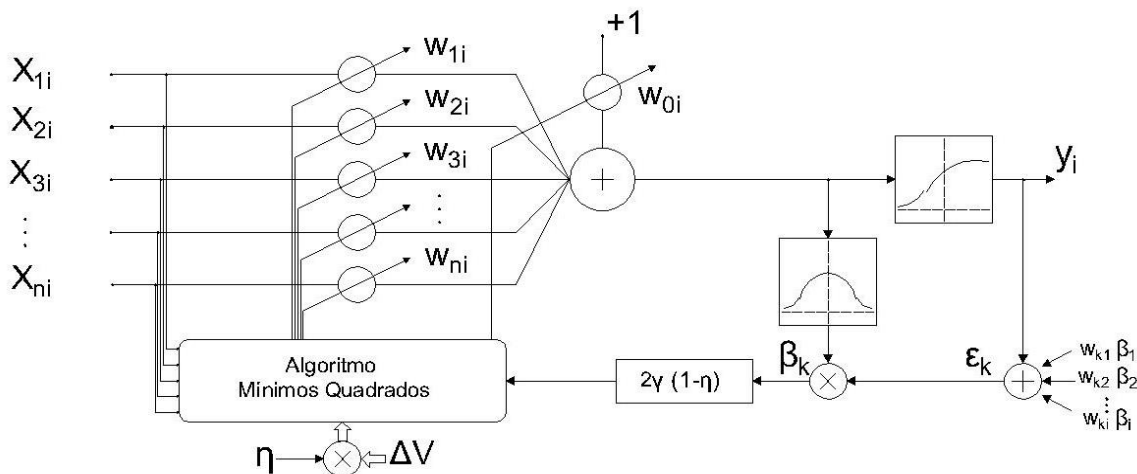 +1
X1i
w1i
w0i
X2i
w2i
X3i
w3i
⋮
⋮
Xni
wni
+
yi
Algoritmo
Mínimos Quadrados
2γ (1-η)
βk
×
εk
+
wk1 β1
wk2 β2
⋮
wki βi
η
×
ΔV